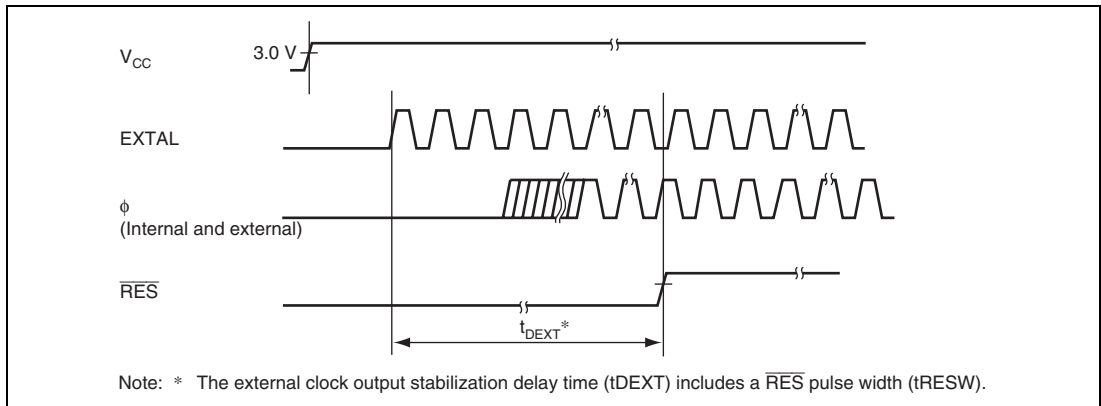 V_CC
3.0 V
EXTAL
ϕ
(Internal and external)
RES
t_DEXT*
Note: * The external clock output stabilization delay time (tDEXT) includes a RES pulse width (tRESW).